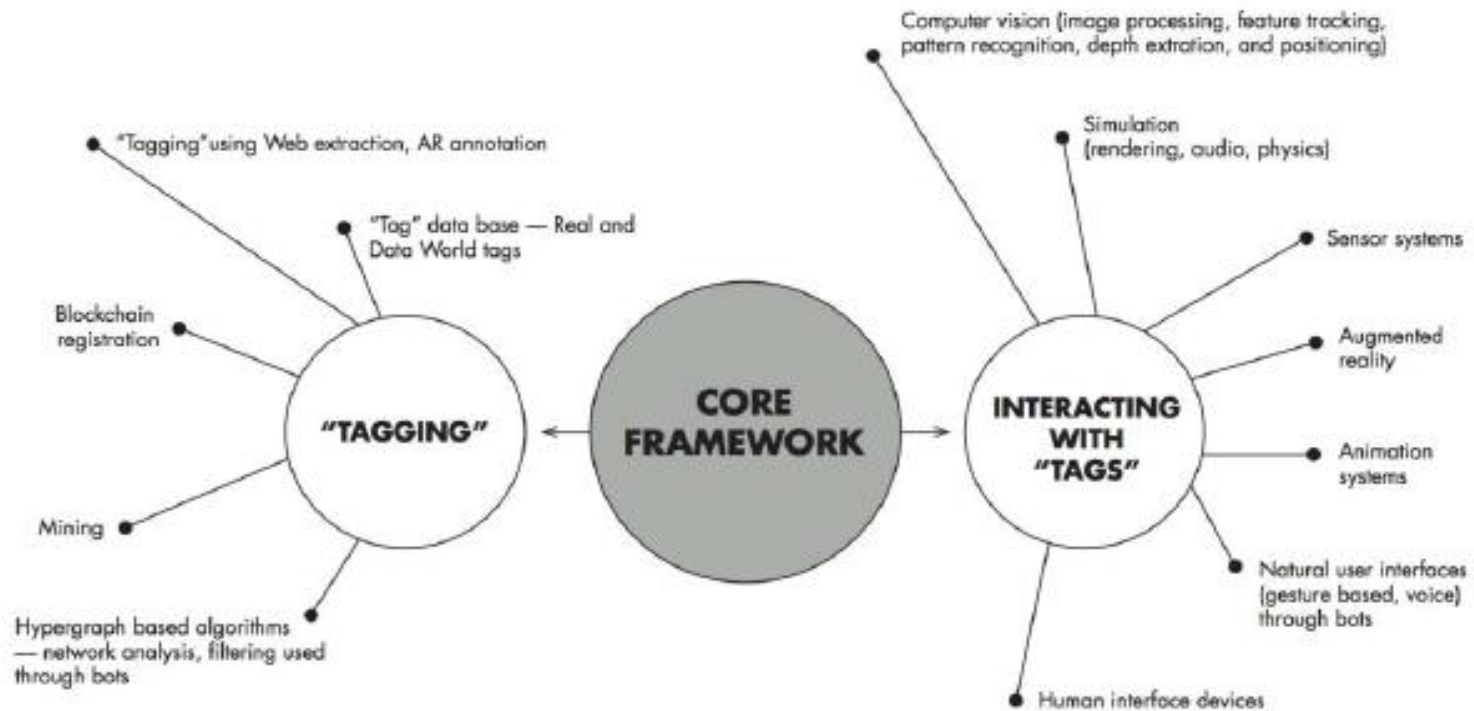 Computer vision (image processing, feature tracking,
pattern recognition, depth extration, and positioning)
"Tagging"using Web extraction, AR annotation
Simulation
(rendering, audio, physics)
"Tag" data base — Real and
Data World tags
Sensor systems
Blockchain
registration
Augmented
reality
"TAGGING"
CORE
FRAMEWORK
INTERACTING
WITH
"TAGS"
Animation
systems
Mining
Natural user interfaces
(gesture based, voice)
through bots
Hypergraph based algorithms
— network analysis, filtering used
through bots
Human interface devices